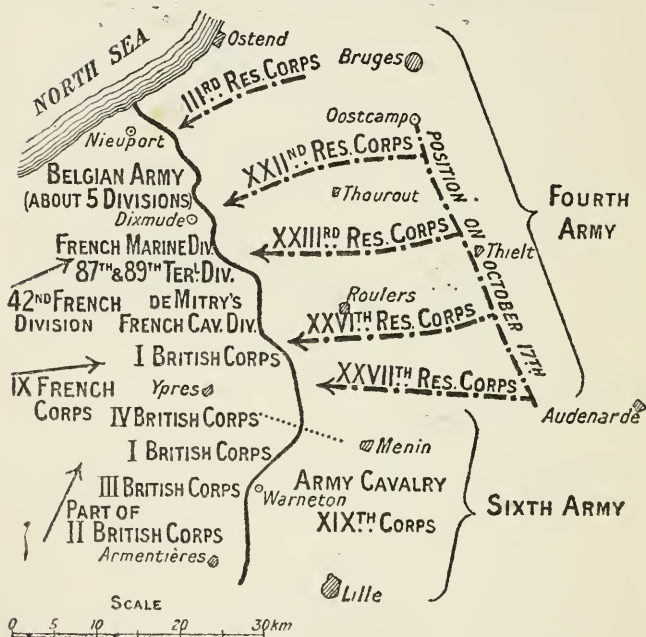 Ostend
NORTH SEA
Bruges
IIIRD RES. CORPS
Nieuport
Oostcamp
XXIIND RES. CORPS
BELGIAN ARMY
(ABOUT 5 DIVISIONS)
Dixmude
Thourout
POSITION ON OCTOBER 17TH
FOURTH
ARMY
XXIIIRD RES. CORPS
Thielt
FRENCH MARINE DIV.
87TH & 89TH TERL. DIV.
42ND FRENCH
DIVISION
DE MITRY'S
FRENCH CAV. DIV.
Roulers
XXVITH RES. CORPS
I BRITISH CORPS
IX FRENCH
CORPS
Ypres
XXVIITH RES. CORPS
Audenarde
IV BRITISH CORPS
Menin
I BRITISH CORPS
ARMY CAVALRY
III BRITISH CORPS
Warneton
XIXTH CORPS
SIXTH ARMY
PART OF
II BRITISH CORPS
Armentières
Lille
SCALE
0 5 10 20 30km